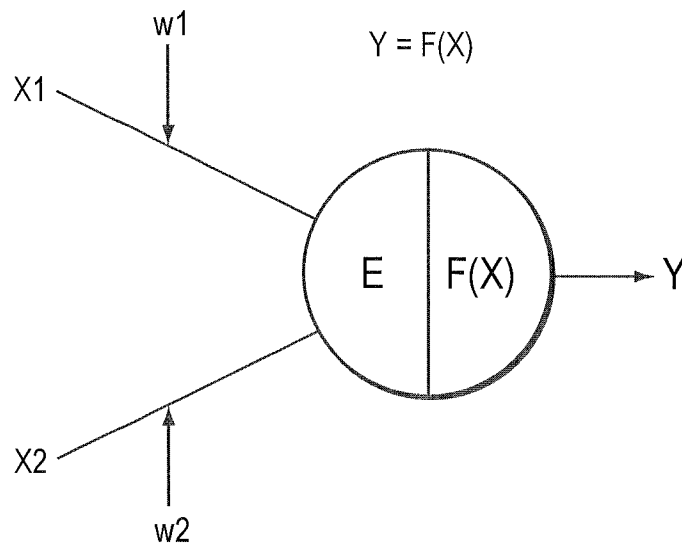 w1
Y = F(X)
X1
E
F(X)
Y
X2
w2